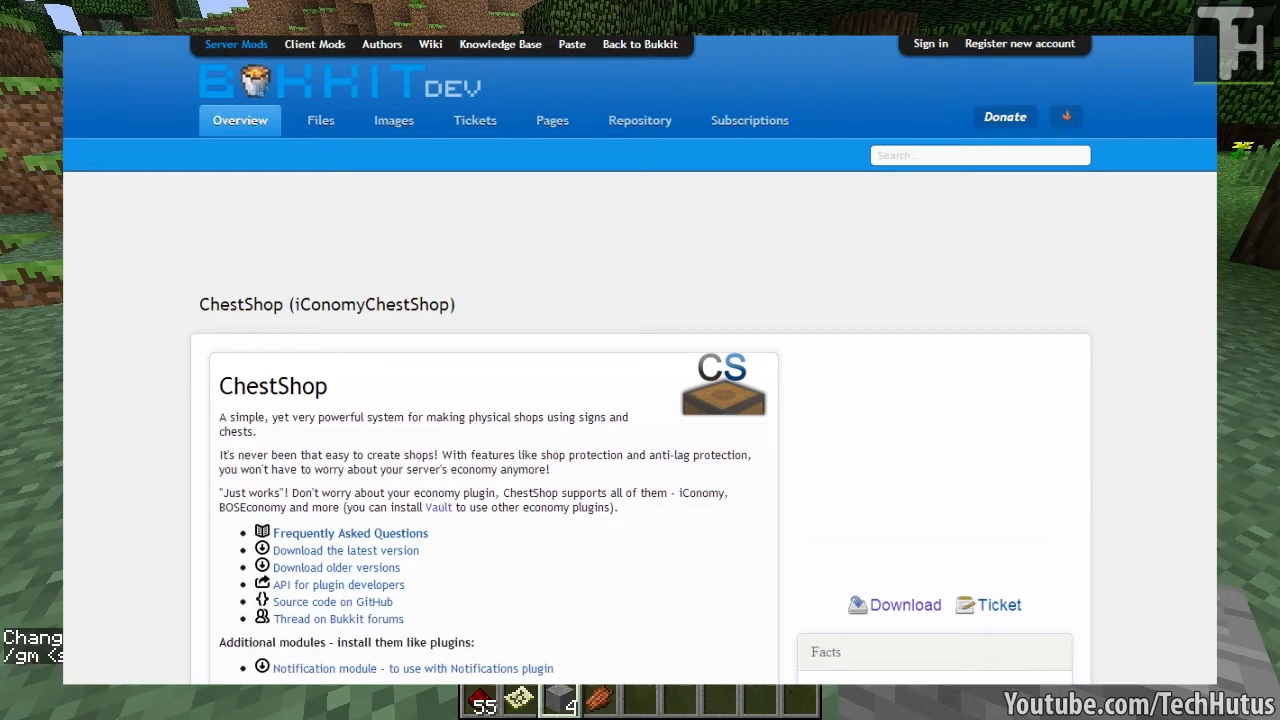 Server Mods Client Mods Authors Wiki Knowledge Base Paste Back to Bukkit
Sign in Register new account
TH
BUKKIT DEV
Overview Files Images Tickets Pages Repository Subscriptions
Donate
Search...
ChestShop (iConomyChestShop)
CS
ChestShop
A simple, yet very powerful system for making physical shops using signs and
chests.
It's never been that easy to create shops! With features like shop protection and anti-lag protection,
you won't have to worry about your server's economy anymore!
"Just works"! Don't worry about your economy plugin, ChestShop supports all of them - iConomy,
BOSEconomy and more (you can install Vault to use other economy plugins).
Frequently Asked Questions
Download the latest version
Download older versions
API for plugin developers
Source code on GitHub
Thread on Bukkit forums
Additional modules - install them like plugins:
Notification module - to use with Notifications plugin
Download Ticket
Facts
Chang
/gm <s
55
4
Youtube.com/TechHutus